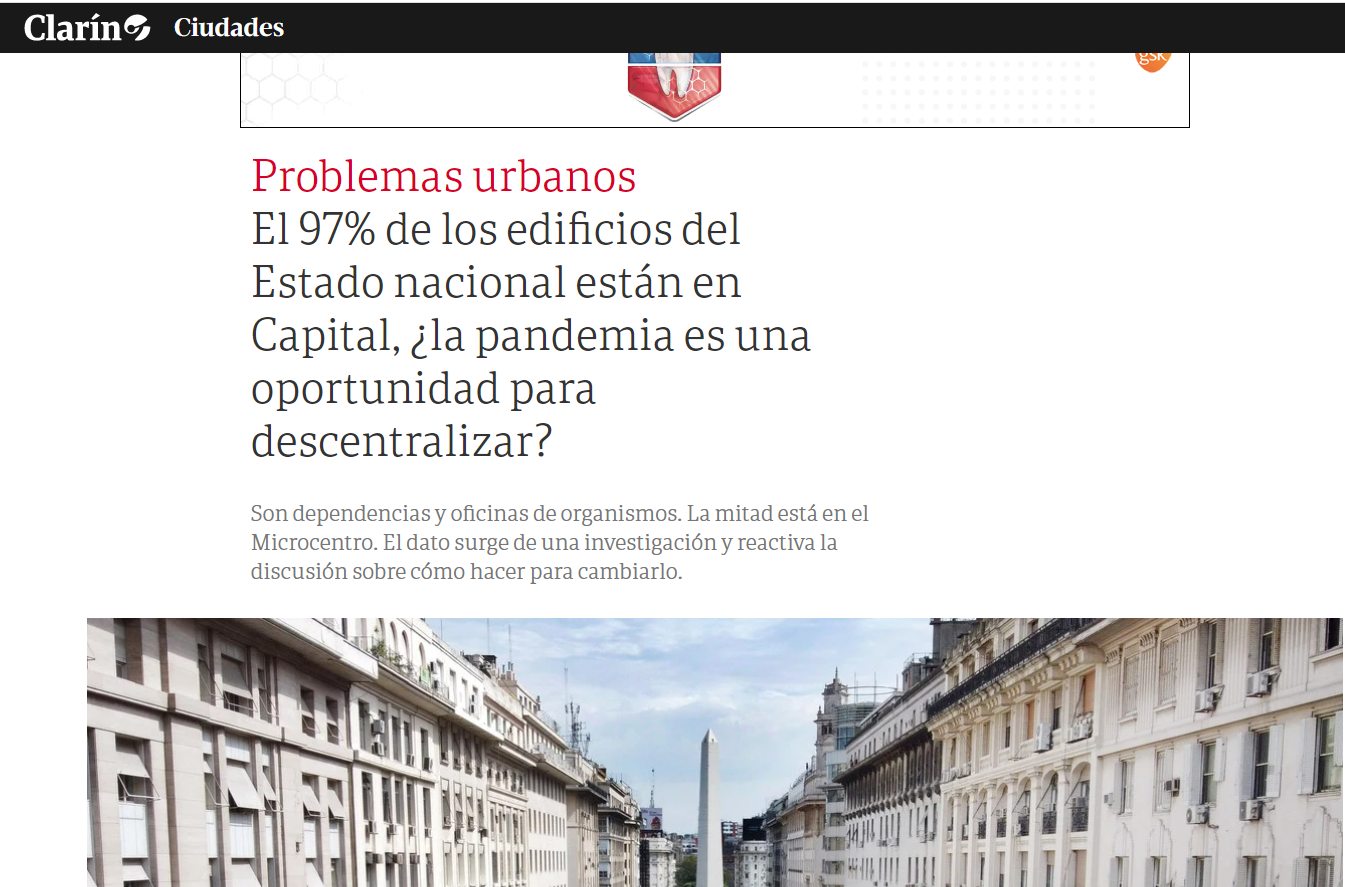 Clarín Ciudades
gsk
Problemas urbanos
El 97% de los edificios del
Estado nacional están en
Capital, ¿la pandemia es una
oportunidad para
descentralizar?
Son dependencias y oficinas de organismos. La mitad está en el
Microcentro. El dato surge de una investigación y reactiva la
discusión sobre cómo hacer para cambiarlo.